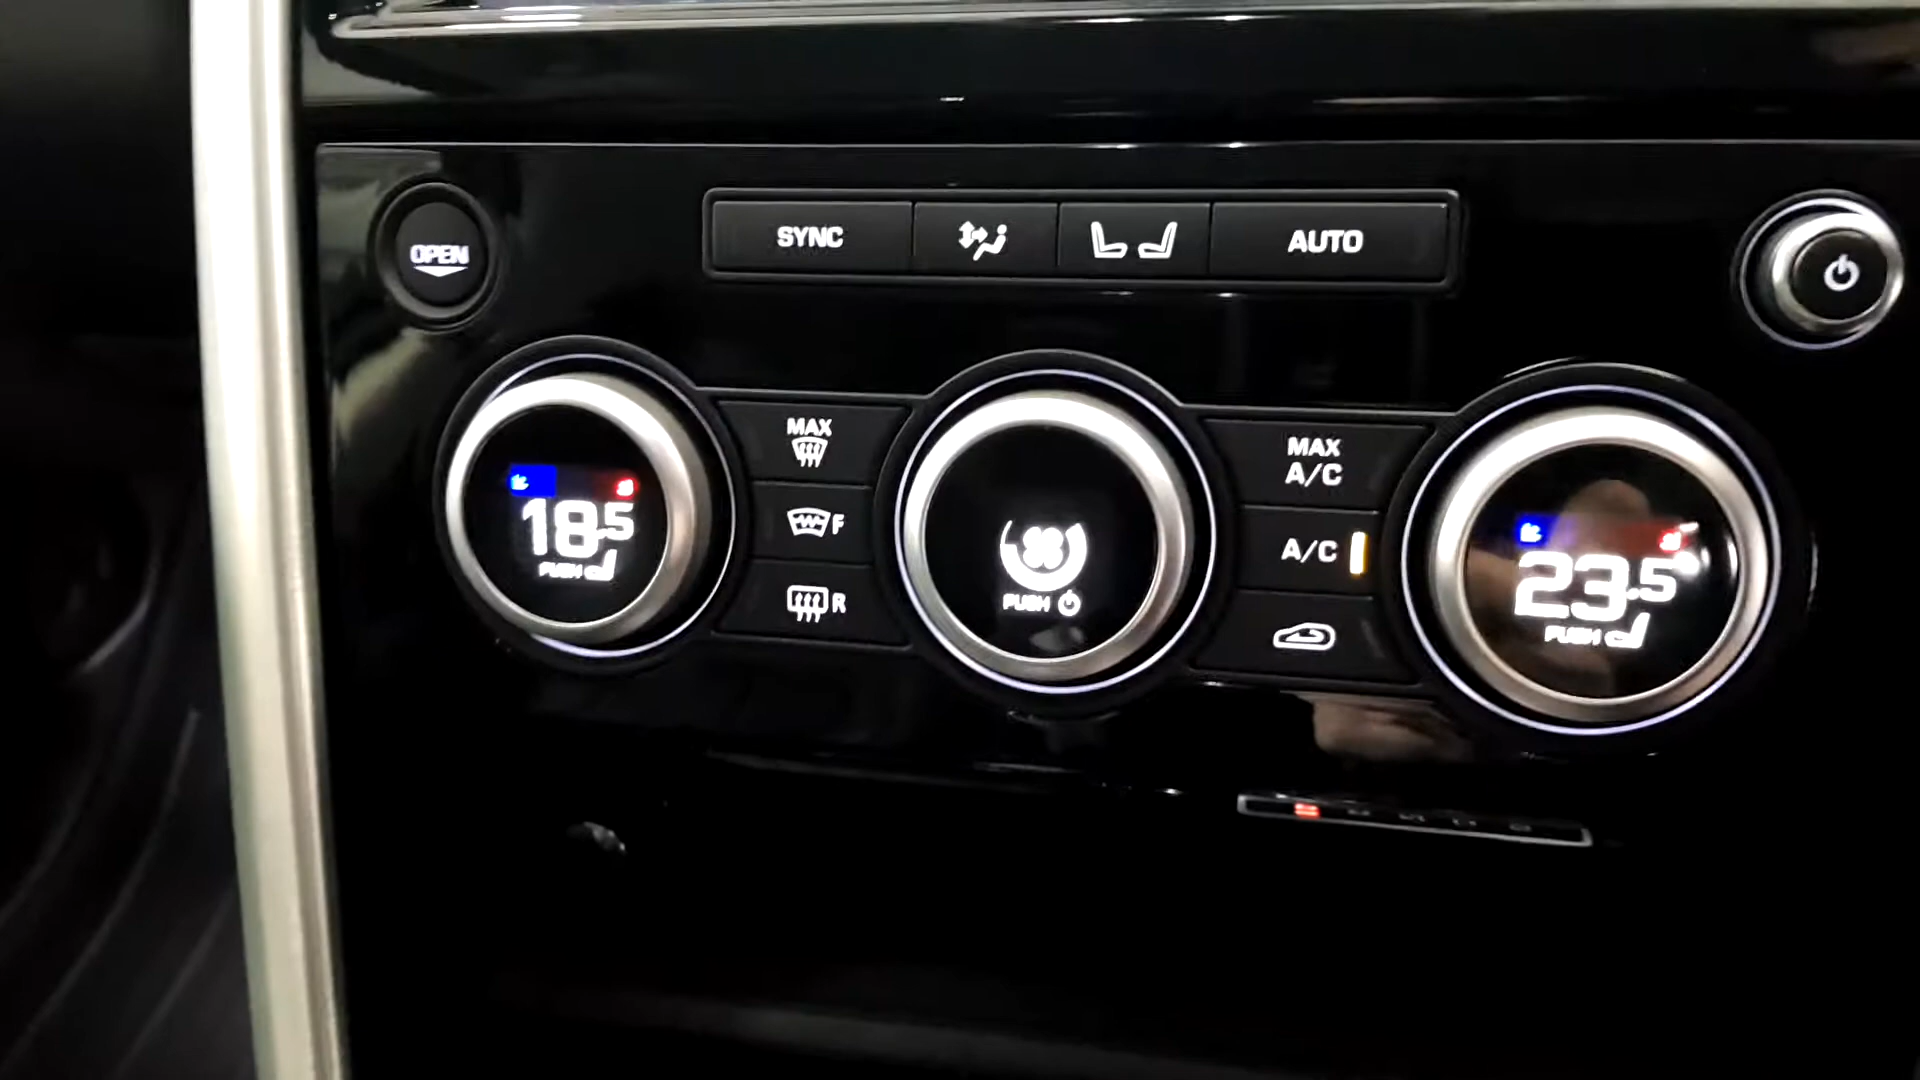 OPEN
SYNC
AUTO
MAX
F
R
18.5
PUSH
PUSH
MAX
A/C
A/C
23.5
PUSH